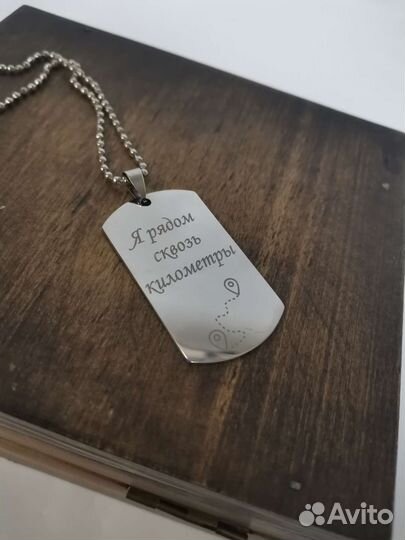 Я рядом
сквозь
километры
Avito